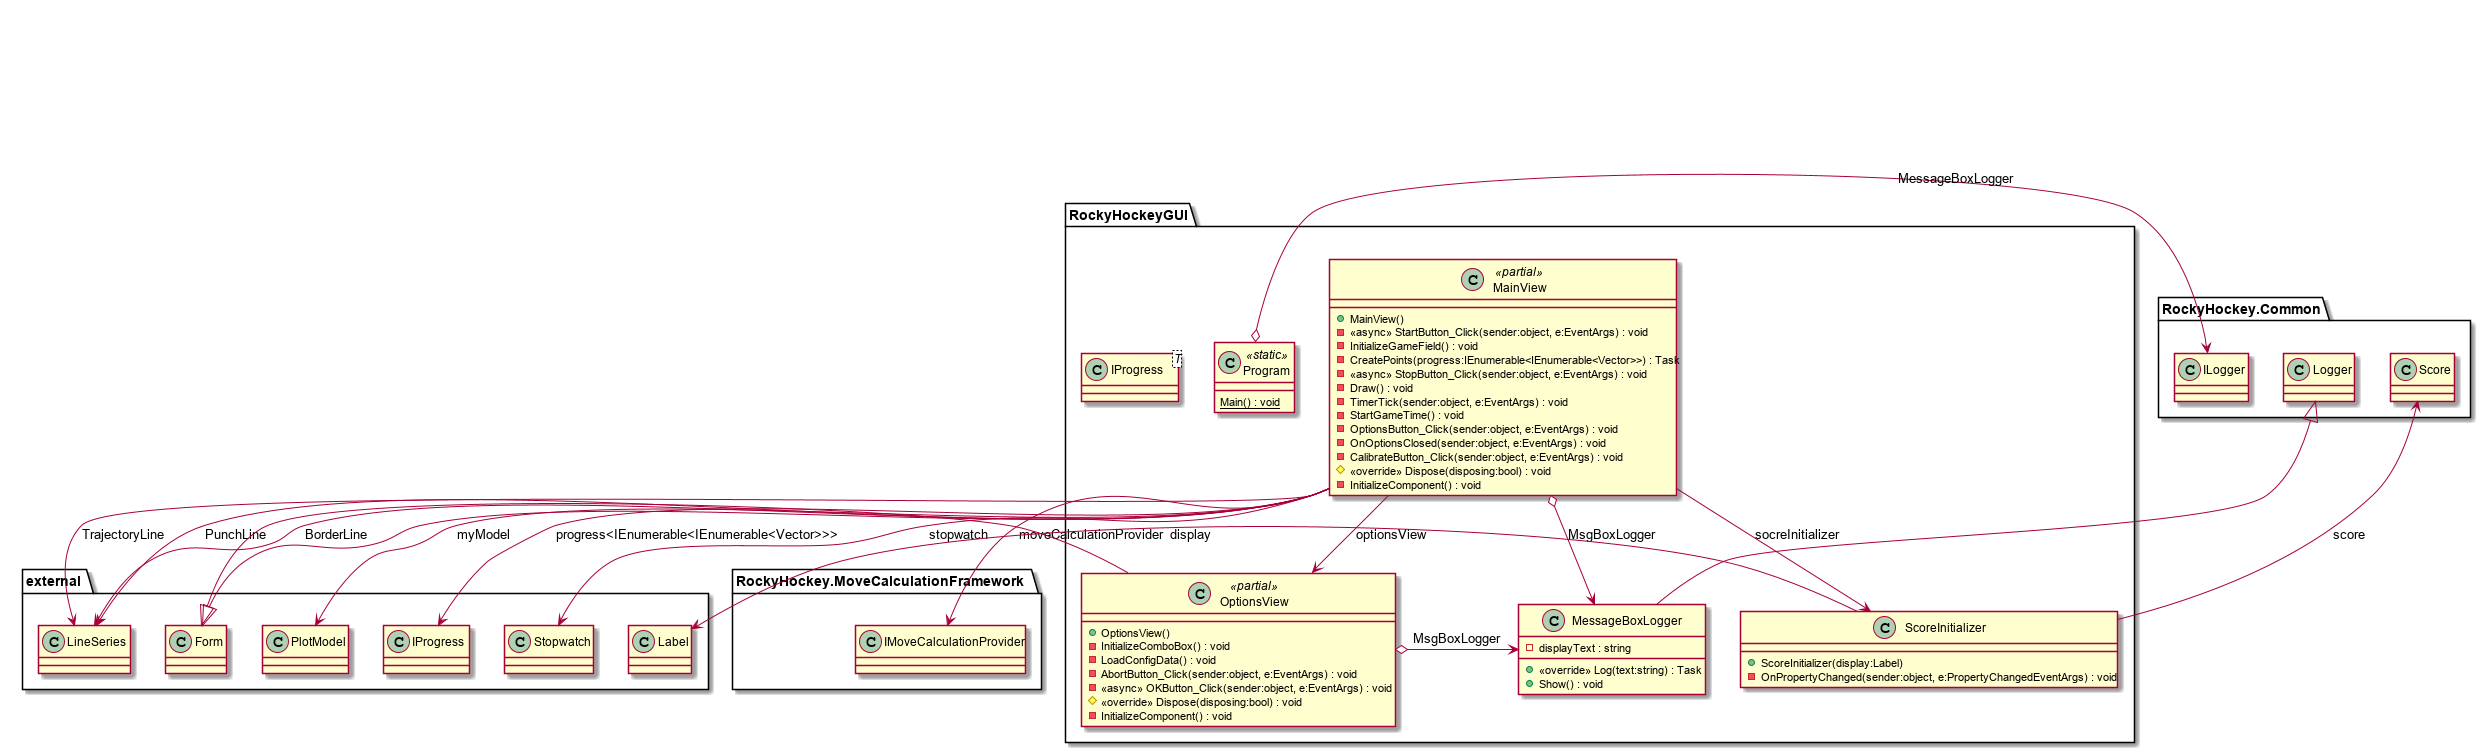 MessageBoxLogger
RockyHockeyGUI
«partial»
MainView
MainView()
«async» StartButton_Click(sender:object, e:EventArgs) : void
InitializeGameField() : void
CreatePoints(progress:IEnumerable<IEnumerable<Vector>>) : Task
«async» StopButton_Click(sender:object, e:EventArgs) : void
Draw() : void
TimerTick(sender:object, e:EventArgs) : void
StartGameTime() : void
OptionsButton_Click(sender:object, e:EventArgs) : void
OnOptionsClosed(sender:object, e:EventArgs) : void
CalibrateButton_Click(sender:object, e:EventArgs) : void
«override» Dispose(disposing:bool) : void
InitializeComponent() : void
IProgress
T
«static»
Program
Main() : void
RockyHockey.Common
ILogger
Logger
Score
TrajectoryLine
PunchLine
BorderLine
myModel
progress<IEnumerable<IEnumerable<Vector>>>
stopwatch
moveCalculationProvider
display
optionsView
MsgBoxLogger
socreInitializer
score
external
LineSeries
Form
PlotModel
IProgress
Stopwatch
Label
RockyHockey.MoveCalculationFramework
IMoveCalculationProvider
«partial»
OptionsView
OptionsView()
InitializeComboBox() : void
LoadConfigData() : void
AbortButton_Click(sender:object, e:EventArgs) : void
«async» OKButton_Click(sender:object, e:EventArgs) : void
«override» Dispose(disposing:bool) : void
InitializeComponent() : void
MsgBoxLogger
MessageBoxLogger
displayText : string
«override» Log(text:string) : Task
Show() : void
ScoreInitializer
ScoreInitializer(display:Label)
OnPropertyChanged(sender:object, e:PropertyChangedEventArgs) : void